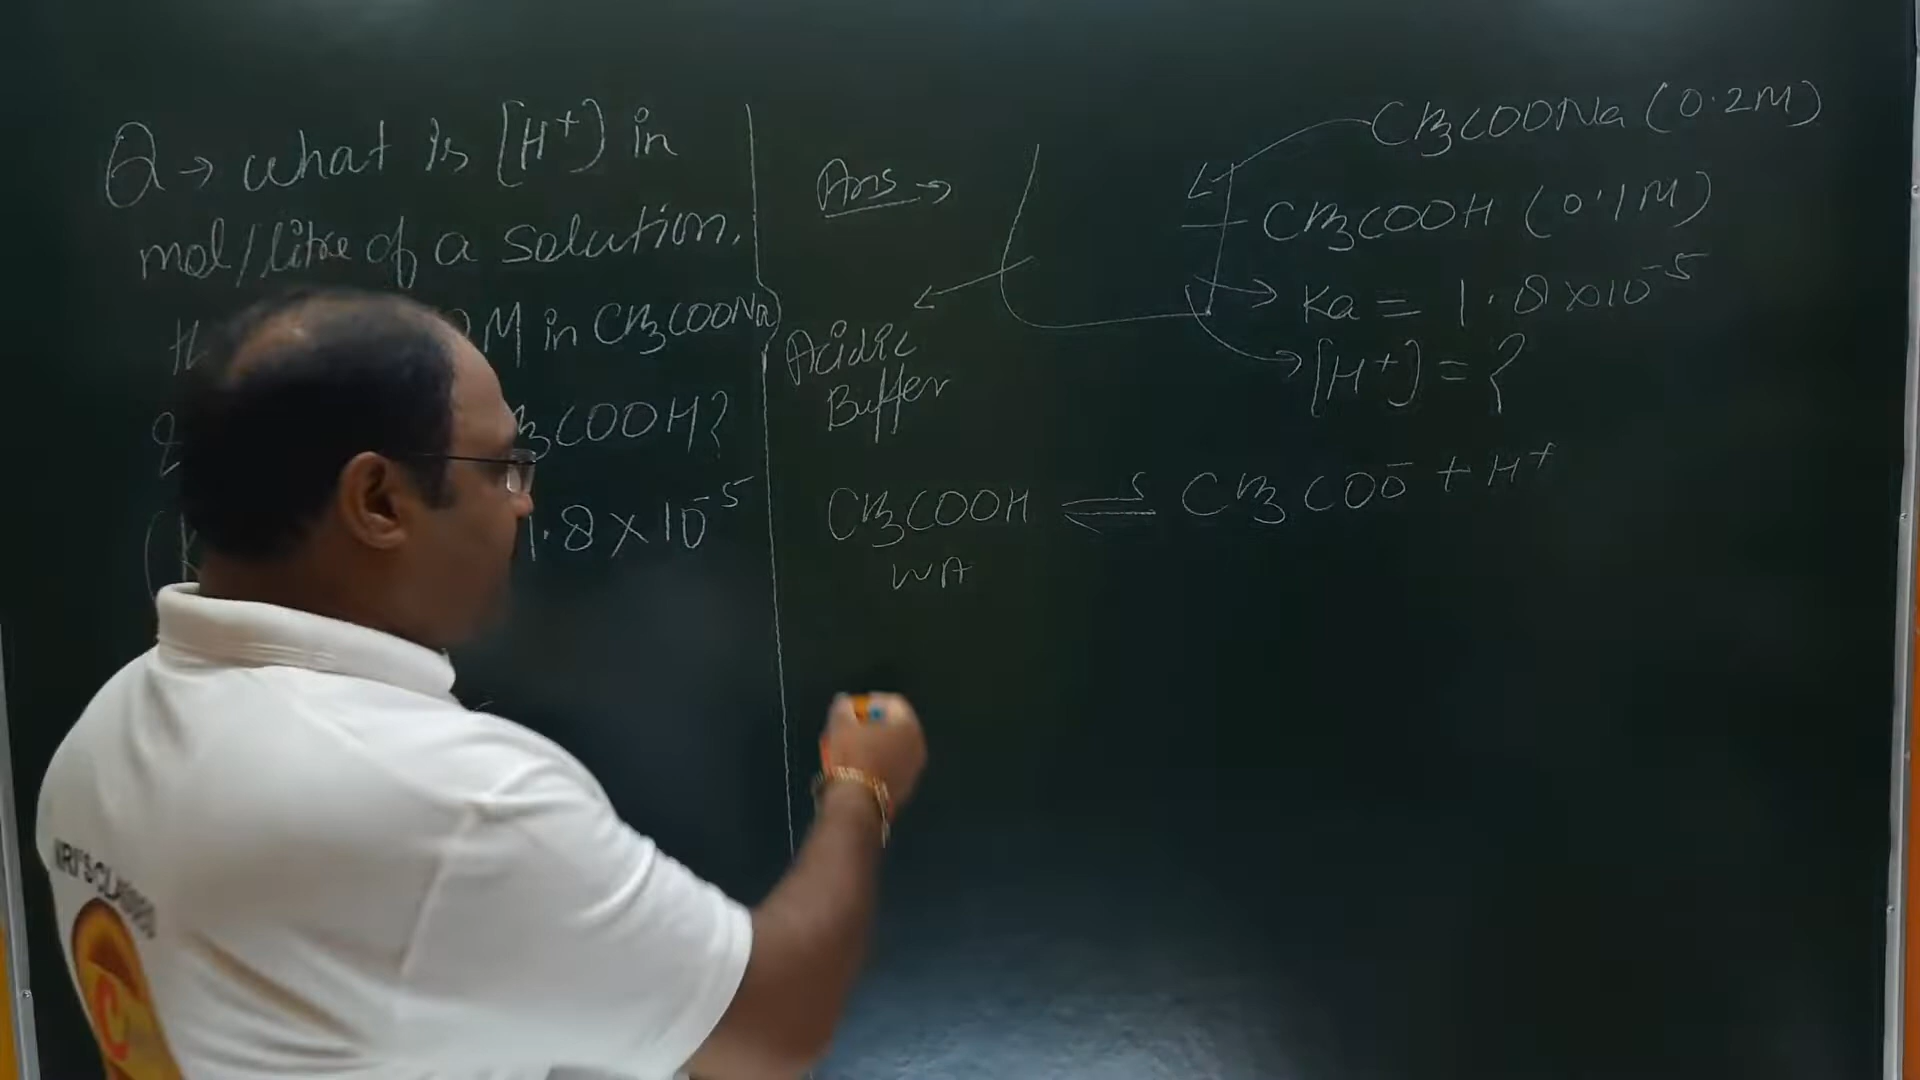 Q → what is [H+) in
mol/litre of a solution,
M in CH3COONa
COOH?
1.8 × 10-5
Ans →
CH3COONa (0.2M)
CH3COOH (0.1M)
Ka = 1.8×10-5
[H+] = ?
Acidic
Buffer
CH3COOH ⇌ CH3COO- + H+
WA